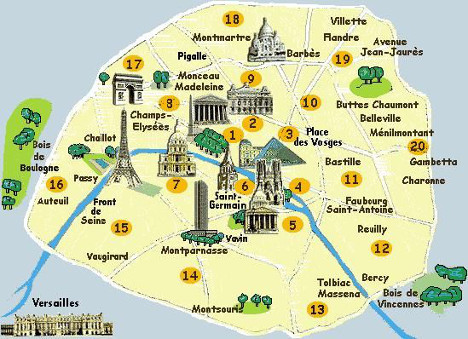 18
Montmartre
Villette
Flandre
Avenue
Jean-Jaurès
Pigalle
Barbès
19
17
Monceau
Madeleine
9
8
10
Buttes Chaumont
Belleville
Ménilmontant
Champs-
Elysées
2
1
3
Place
des Vosges
20
Gambetta
Chaillot
Bois
de
Boulogne
Bastille
Charonne
16
Passy
7
6
4
11
Auteuil
Front
de
Seine
Saint-
Germain
Faubourg
Saint-Antoine
15
5
Reuilly
Vavin
12
Montparnasse
Vaugirard
14
Tolbiac
Massena
Bercy
Bois de
Vincennes
Versailles
Montsouris
13